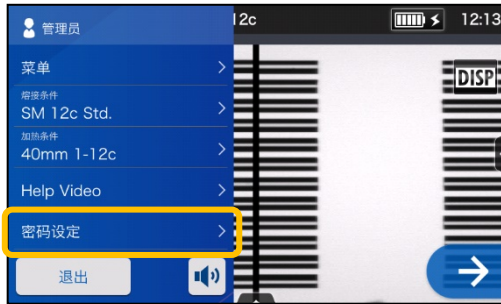 管理员
12c
12:13
菜单
DISP
熔接条件
SM 12c Std.
加热条件
40mm 1-12c
Help Video
密码设定
退出